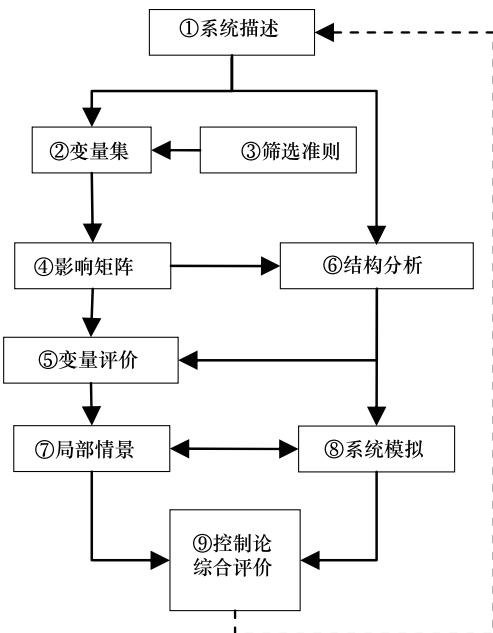 ①系统描述
②变量集
③筛选准则
④影响矩阵
⑥结构分析
⑤变量评价
⑦局部情景
⑧系统模拟
⑨控制论
综合评价